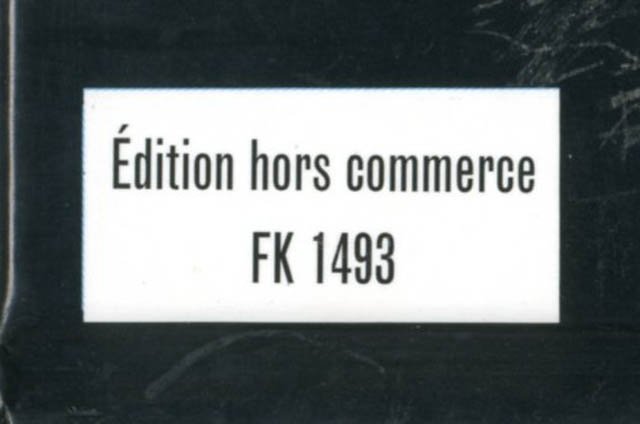 Édition hors commerce
FK 1493